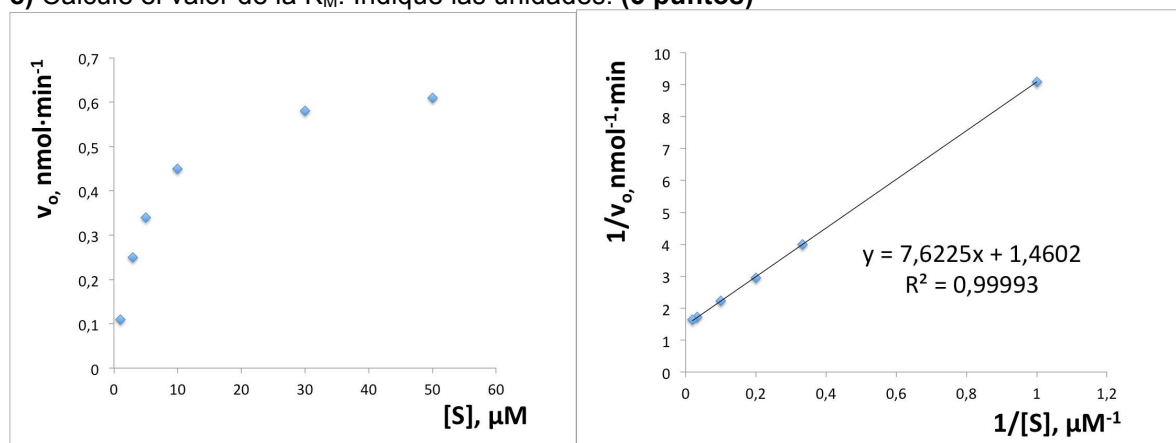 c) Calcule el valor de la KM. Indique las unidades. (5 puntos)
0,7
0,6
0,5
0,4
0,3
0,2
0,1
0
0 10 20 30 40 50 60
vo, nmol·min-1
[S], µM
10
9
8
7
6
5
4
3
2
1
0
0 0,2 0,4 0,6 0,8 1 1,2
1/vo,nmol-1·min
y = 7,6225x + 1,4602
R² = 0,99993
1/[S], µM-1